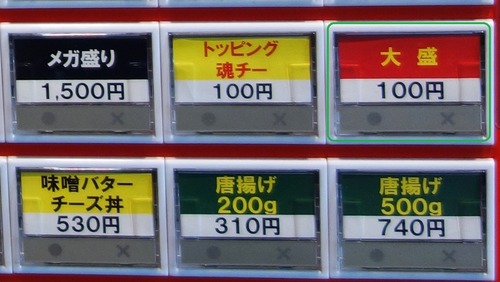 メガ盛り
1,500円
トッピング
魂チー
100円
大盛
100円
味噌バター
チーズ丼
530円
唐揚げ
200g
310円
唐揚げ
500g
740円